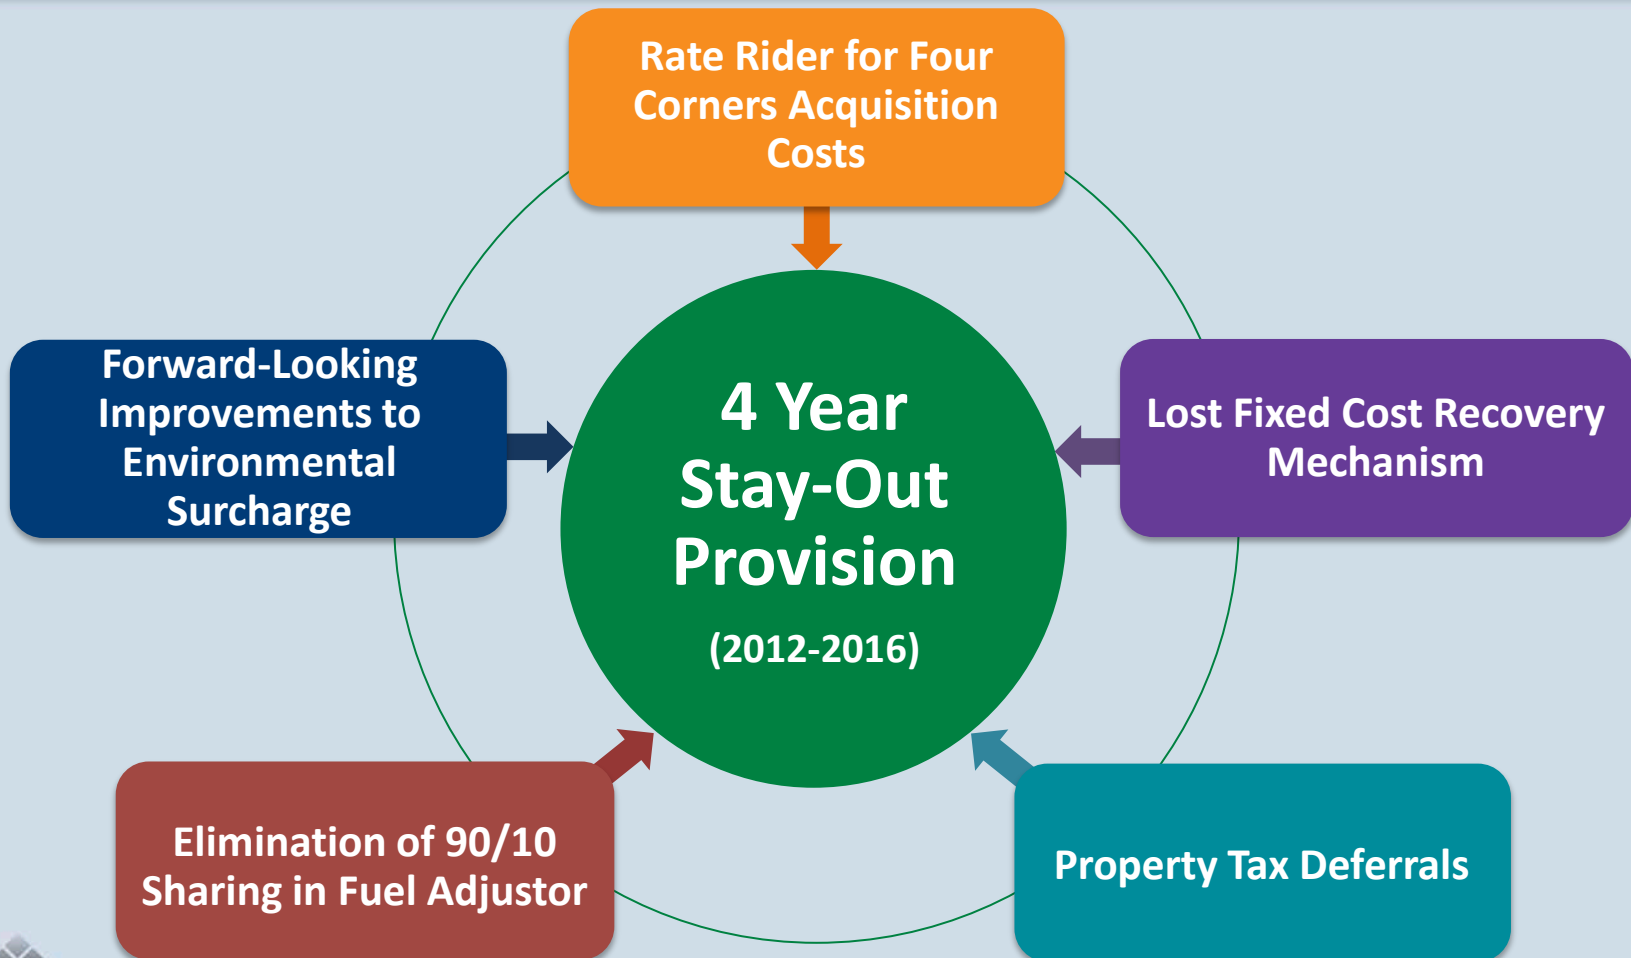 Rate Rider for Four
Corners Acquisition
Costs
Forward-Looking
Improvements to
Environmental
Surcharge
4 Year
Stay-Out
Provision
(2012-2016)
Lost Fixed Cost Recovery
Mechanism
Elimination of 90/10
Sharing in Fuel Adjustor
Property Tax Deferrals